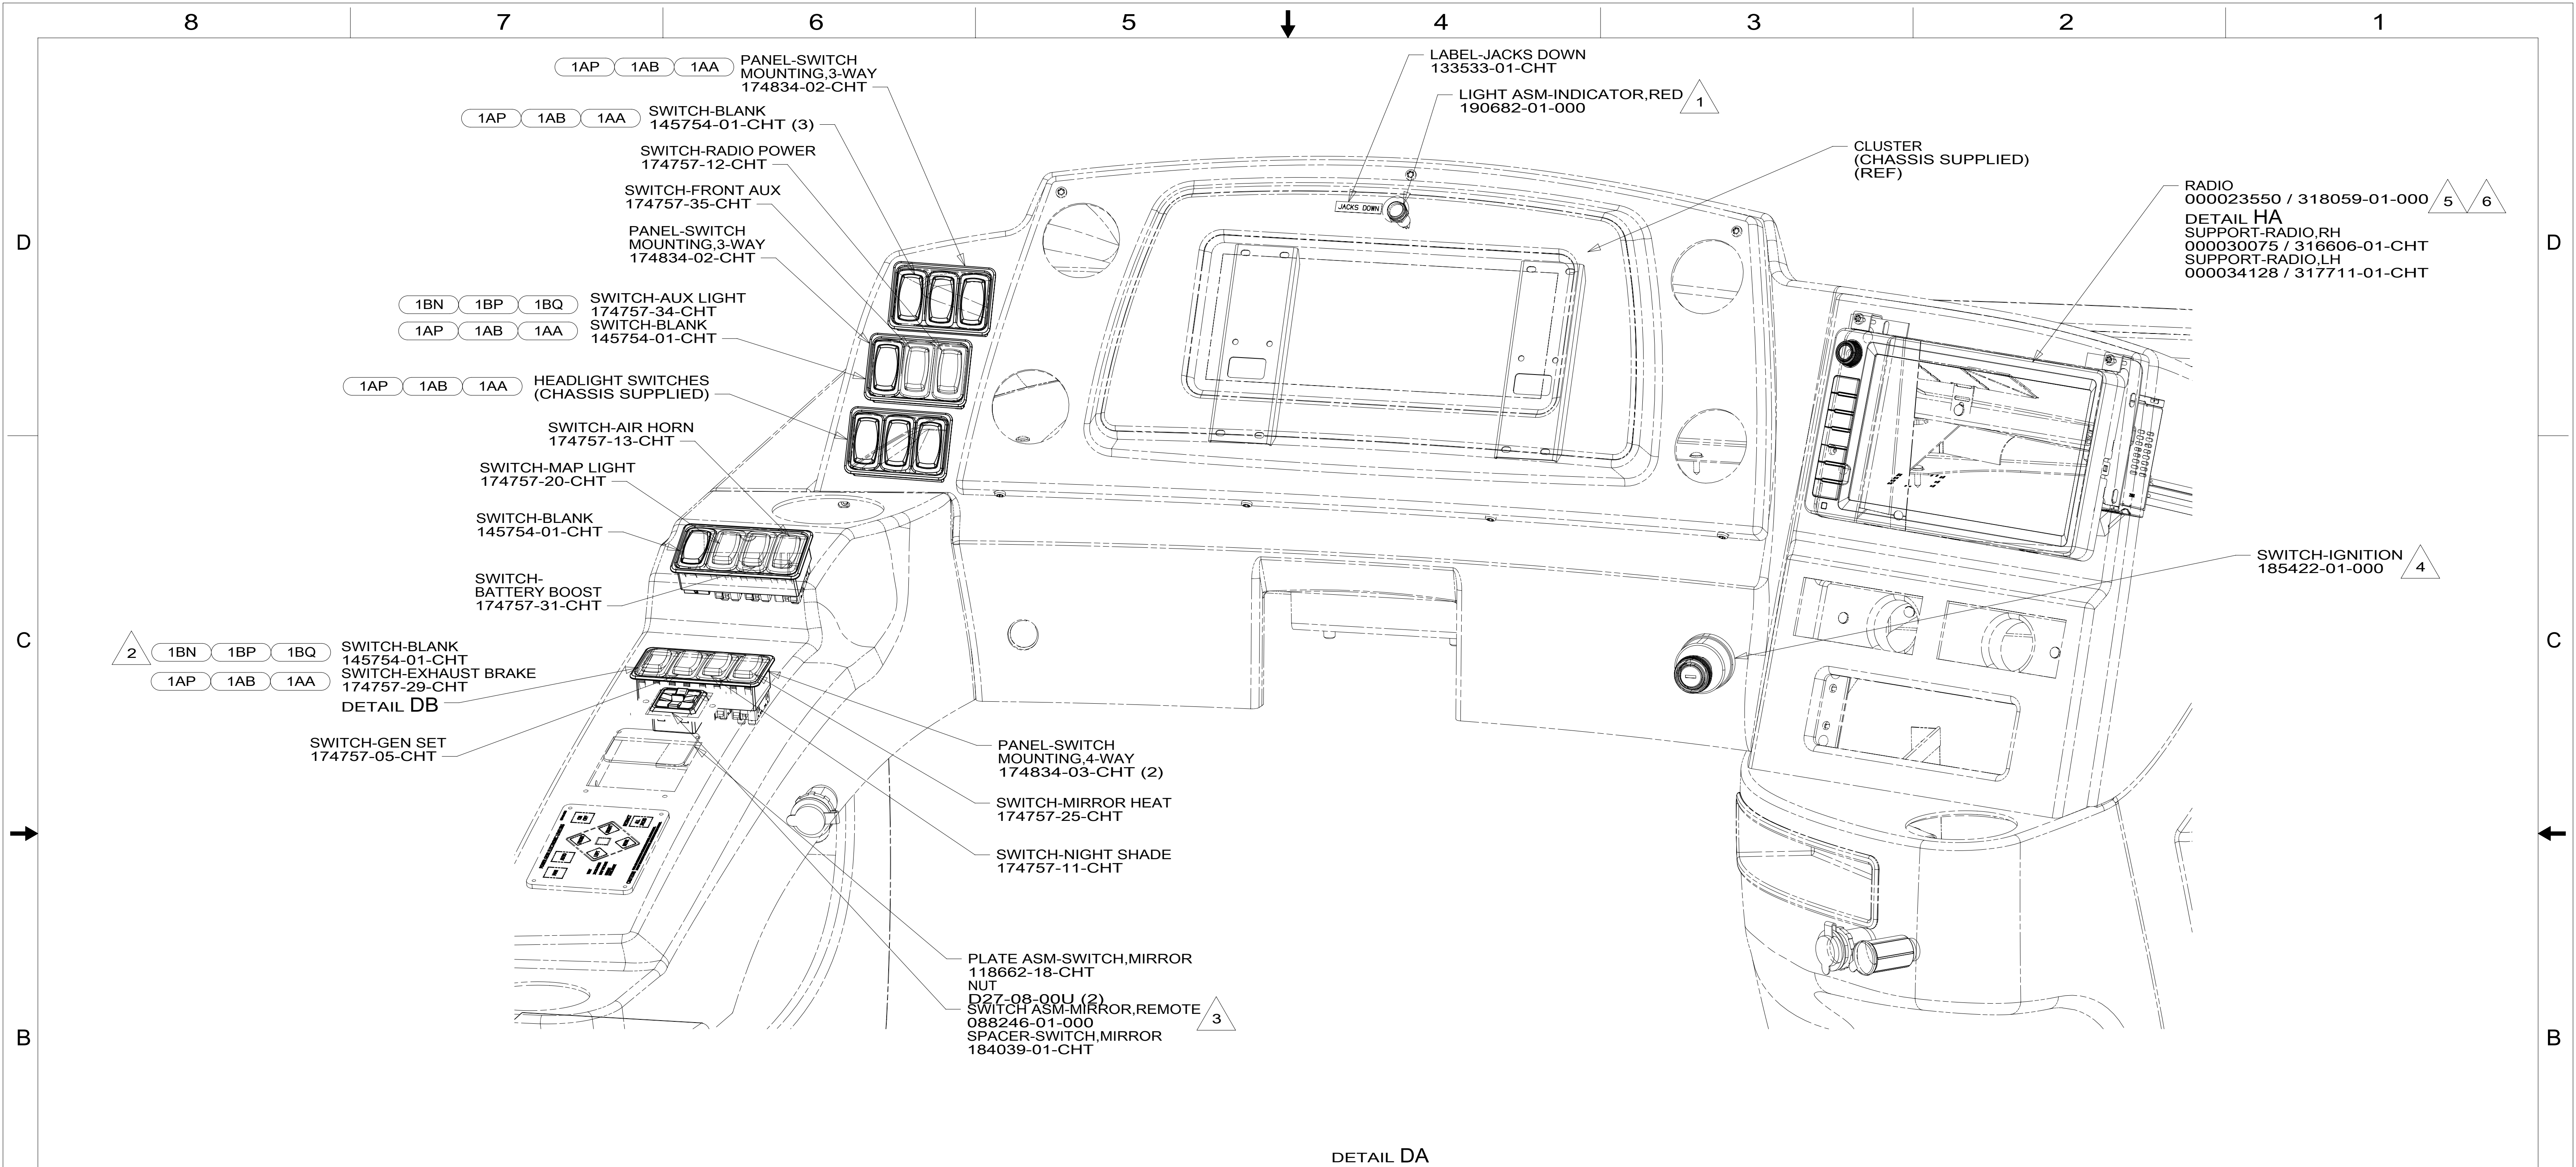 8 7 6 5 4 3 2 1
1AP 1AB 1AA PANEL-SWITCH
MOUNTING,3-WAY
174834-02-CHT
1AP 1AB 1AA SWITCH-BLANK
145754-01-CHT (3)
SWITCH-RADIO POWER
174757-12-CHT
SWITCH-FRONT AUX
174757-35-CHT
PANEL-SWITCH
MOUNTING,3-WAY
174834-02-CHT
1BN 1BP 1BQ SWITCH-AUX LIGHT
174757-34-CHT
1AP 1AB 1AA SWITCH-BLANK
145754-01-CHT
1AP 1AB 1AA HEADLIGHT SWITCHES
(CHASSIS SUPPLIED)
SWITCH-AIR HORN
174757-13-CHT
SWITCH-MAP LIGHT
174757-20-CHT
SWITCH-BLANK
145754-01-CHT
SWITCH-
BATTERY BOOST
174757-31-CHT
2 1BN 1BP 1BQ SWITCH-BLANK
145754-01-CHT
1AP 1AB 1AA SWITCH-EXHAUST BRAKE
174757-29-CHT
DETAIL DB
SWITCH-GEN SET
174757-05-CHT
LABEL-JACKS DOWN
133533-01-CHT
LIGHT ASM-INDICATOR,RED
190682-01-000
1
JACKS DOWN
CLUSTER
(CHASSIS SUPPLIED)
(REF)
RADIO
000023550 / 318059-01-000
5 6
DETAIL HA
SUPPORT-RADIO,RH
000030075 / 316606-01-CHT
SUPPORT-RADIO,LH
000034128 / 317711-01-CHT
SWITCH-IGNITION
185422-01-000
4
PANEL-SWITCH
MOUNTING,4-WAY
174834-03-CHT (2)
SWITCH-MIRROR HEAT
174757-25-CHT
SWITCH-NIGHT SHADE
174757-11-CHT
PLATE ASM-SWITCH,MIRROR
118662-18-CHT
NUT
D27-08-00U (2)
SWITCH ASM-MIRROR,REMOTE
088246-01-000
3
SPACER-SWITCH,MIRROR
184039-01-CHT
D D
C C
B B
DETAIL DA